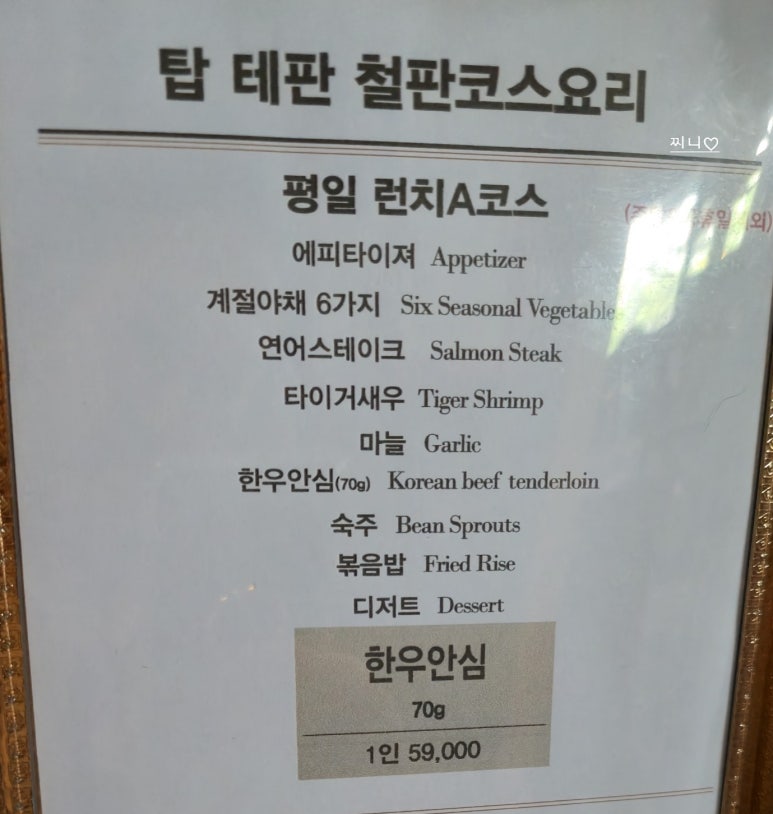 탑 테판 철판코스요리
찌니♡
평일 런치A코스
에피타이져 Appetizer
계절야채 6가지 Six Seasonal Vegetable
연어스테이크 Salmon Steak
타이거새우 Tiger Shrimp
마늘 Garlic
한우안심(70g) Korean beef tenderloin
숙주 Bean Sprouts
볶음밥 Fried Rise
디저트 Dessert
한우안심
70g
1인 59,000